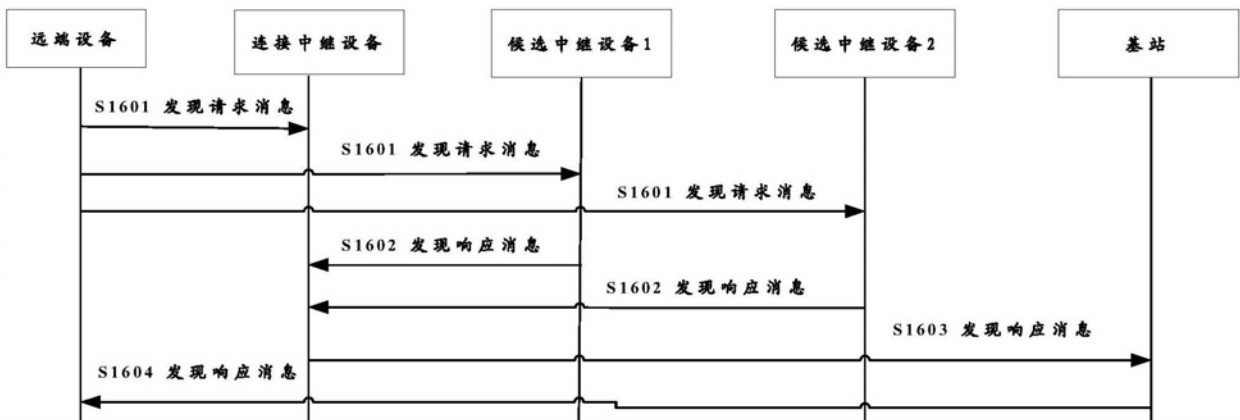 远端设备
连接中继设备
候选中继设备1
候选中继设备2
基站
S1601 发现请求消息
S1601 发现请求消息
S1601 发现请求消息
S1602 发现响应消息
S1602 发现响应消息
S1603 发现响应消息
S1604 发现响应消息